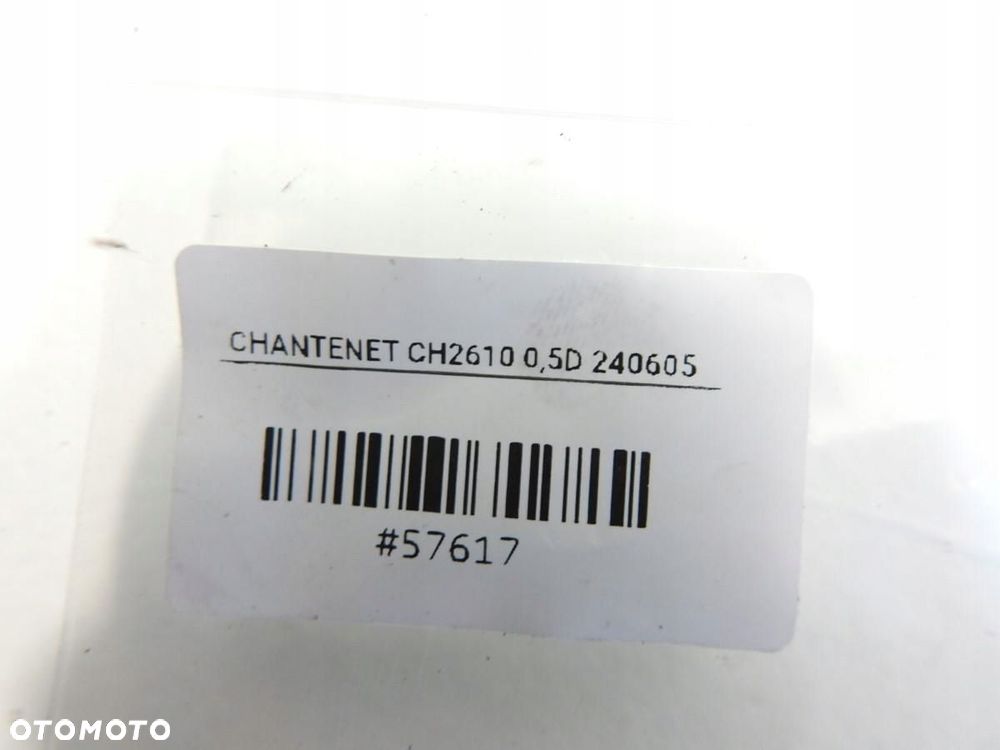 CHANTENET CH2610 0,5D 240605
#57617
OTOMOTO